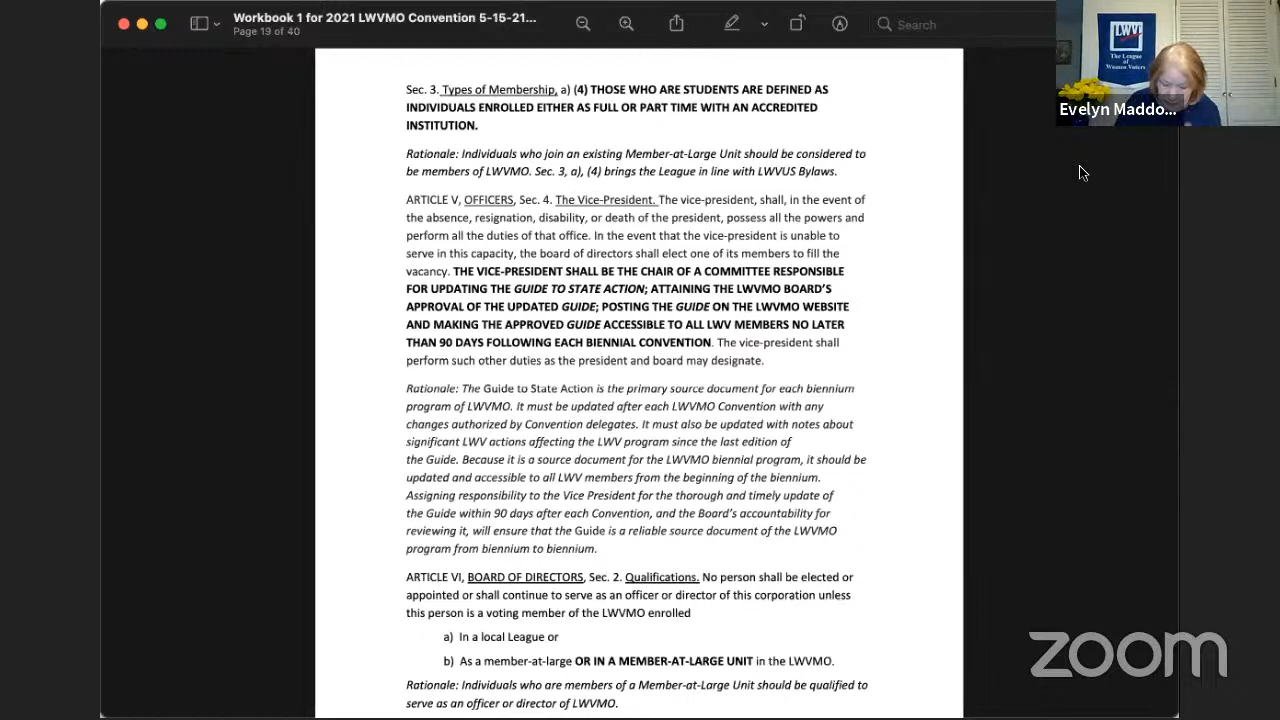 Workbook 1 for 2021 LWVMO Convention 5-15-21...
Page 19 of 40
Search
LWV
The League
of
Women Voters
Evelyn Maddo...
Sec. 3. Types of Membership, a) (4) THOSE WHO ARE STUDENTS ARE DEFINED AS
INDIVIDUALS ENROLLED EITHER AS FULL OR PART TIME WITH AN ACCREDITED
INSTITUTION.
Rationale: Individuals who join an existing Member-at-Large Unit should be considered to
be members of LWVMO. Sec. 3, a), (4) brings the League in line with LWVUS Bylaws.
ARTICLE V, OFFICERS, Sec. 4. The Vice-President. The vice-president, shall, in the event of
the absence, resignation, disability, or death of the president, possess all the powers and
perform all the duties of that office. In the event that the vice-president is unable to
serve in this capacity, the board of directors shall elect one of its members to fill the
vacancy. THE VICE-PRESIDENT SHALL BE THE CHAIR OF A COMMITTEE RESPONSIBLE
FOR UPDATING THE GUIDE TO STATE ACTION; ATTAINING THE LWVMO BOARD'S
APPROVAL OF THE UPDATED GUIDE; POSTING THE GUIDE ON THE LWVMO WEBSITE
AND MAKING THE APPROVED GUIDE ACCESSIBLE TO ALL LWV MEMBERS NO LATER
THAN 90 DAYS FOLLOWING EACH BIENNIAL CONVENTION. The vice-president shall
perform such other duties as the president and board may designate.
Rationale: The Guide to State Action is the primary source document for each biennium
program of LWVMO. It must be updated after each LWVMO Convention with any
changes authorized by Convention delegates. It must also be updated with notes about
significant LWV actions affecting the LWV program since the last edition of
the Guide. Because it is a source document for the LWVMO biennial program, it should be
updated and accessible to all LWV members from the beginning of the biennium.
Assigning responsibility to the Vice President for the thorough and timely update of
the Guide within 90 days after each Convention, and the Board's accountability for
reviewing it, will ensure that the Guide is a reliable source document of the LWVMO
program from biennium to biennium.
ARTICLE VI, BOARD OF DIRECTORS, Sec. 2. Qualifications. No person shall be elected or
appointed or shall continue to serve as an officer or director of this corporation unless
this person is a voting member of the LWVMO enrolled
a) In a local League or
b) As a member-at-large OR IN A MEMBER-AT-LARGE UNIT in the LWVMO.
Rationale: Individuals who are members of a Member-at-Large Unit should be qualified to
serve as an officer or director of LWVMO.
zoom